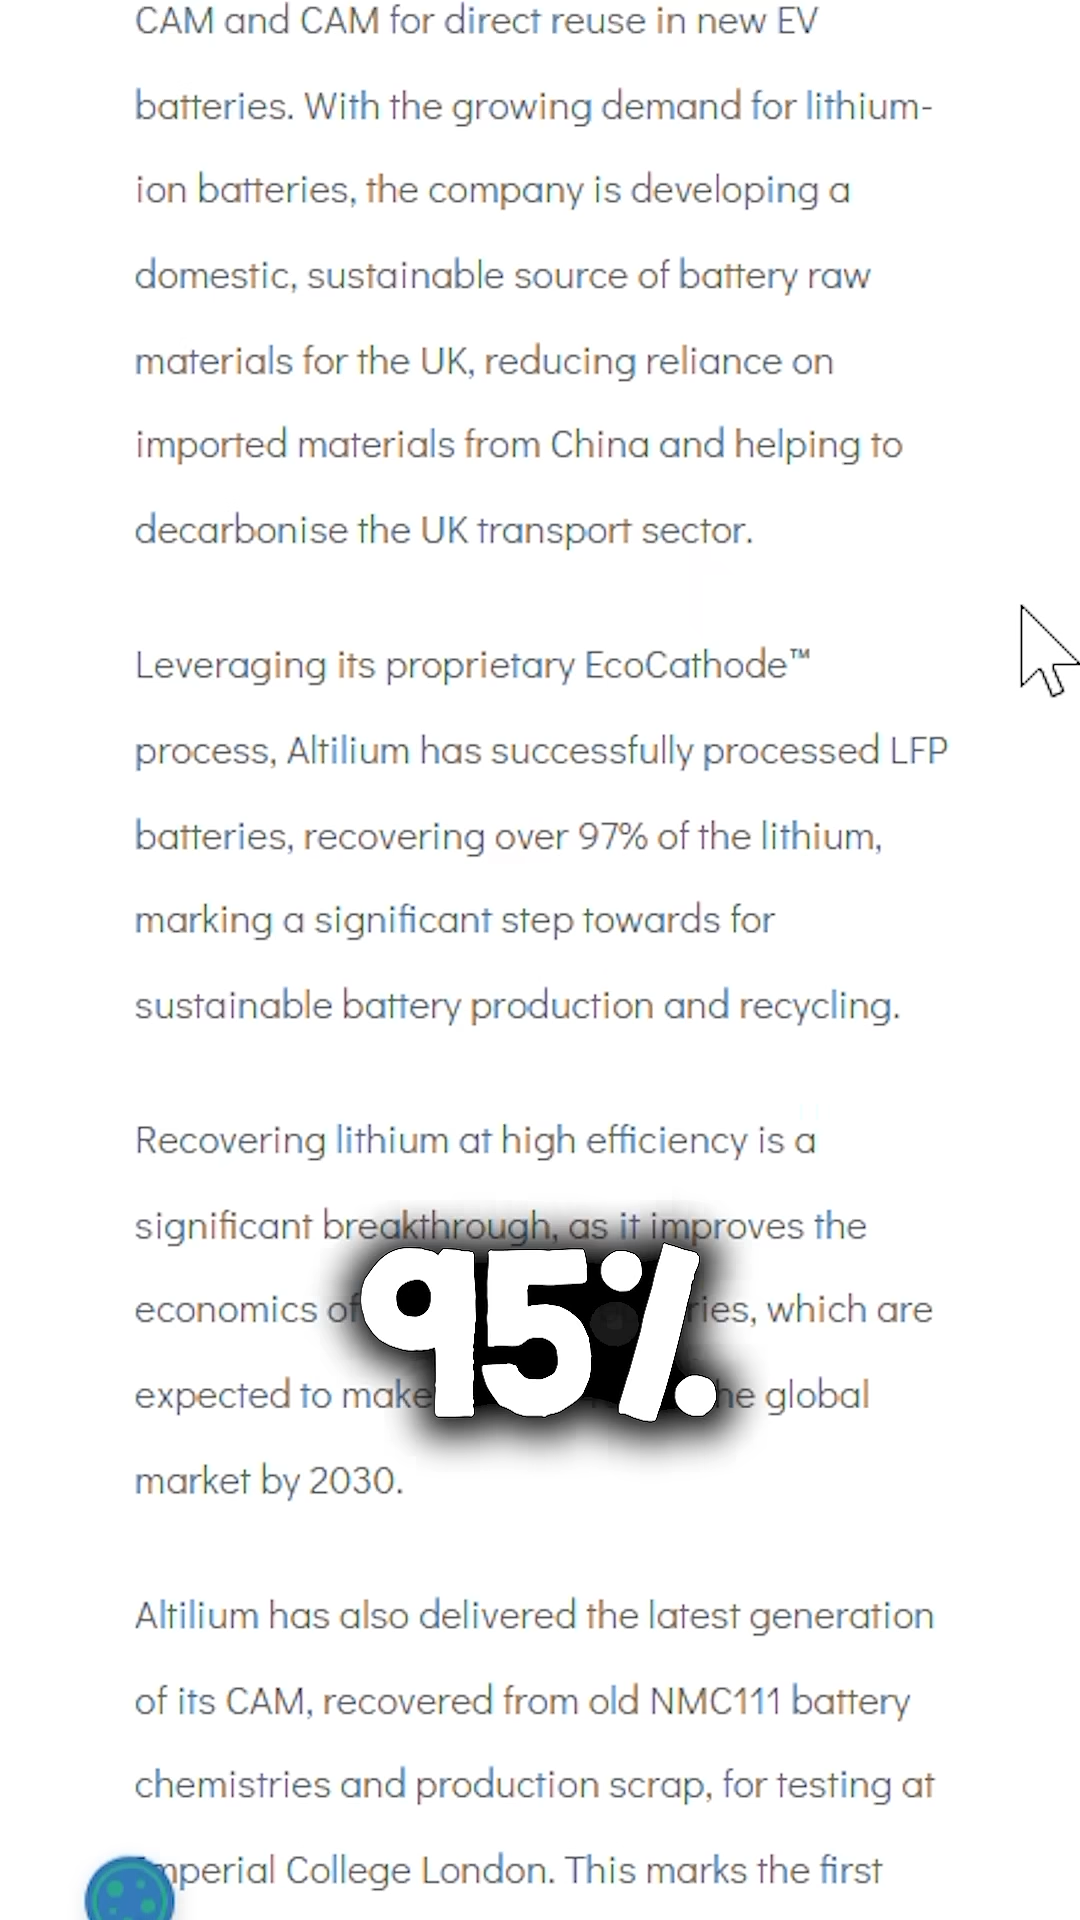 CAM and CAM for direct reuse in new EV
batteries. With the growing demand for lithium-
ion batteries, the company is developing a
domestic, sustainable source of battery raw
materials for the UK, reducing reliance on
imported materials from China and helping to
decarbonise the UK transport sector.
Leveraging its proprietary EcoCathode™
process, Altilium has successfully processed LFP
batteries, recovering over 97% of the lithium,
marking a significant step towards for
sustainable battery production and recycling.
Recovering lithium at high efficiency is a
significant breakthrough, as it improves the
economics of which are
95%
expected to make global
market by 2030.
Altilium has also delivered the latest generation
of its CAM, recovered from old NMC111 battery
chemistries and production scrap, for testing at
Imperial College London. This marks the first